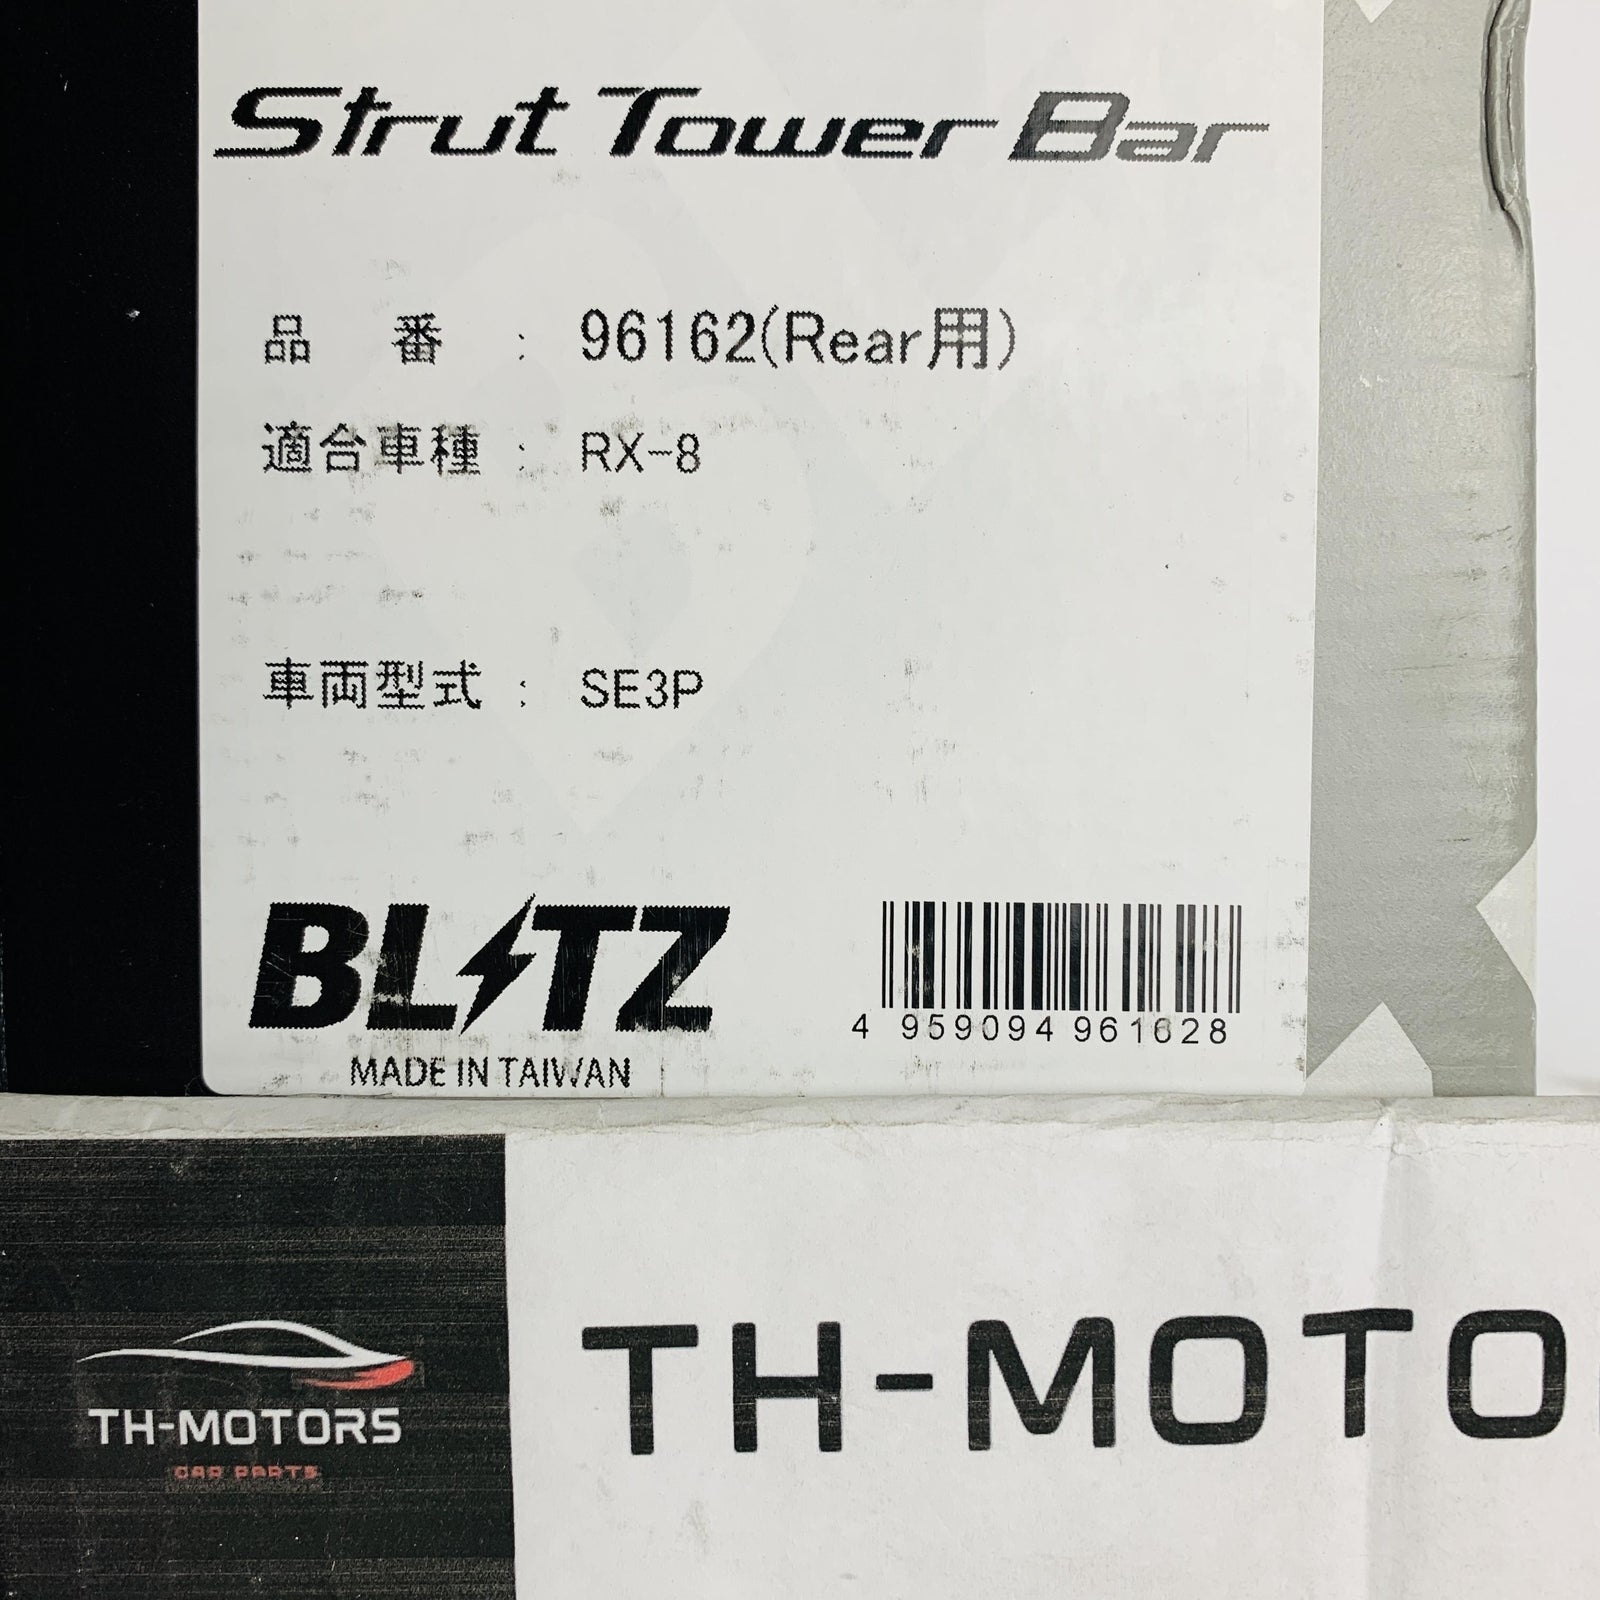 Strut Tower Bar
品 番 : 96162(Rear用)
適合車種 : RX-8
車両型式 : SE3P
BLITZ
MADE IN TAIWAN
4 959094 961628
TH-MOTO
TH-MOTORS
CAR PARTS